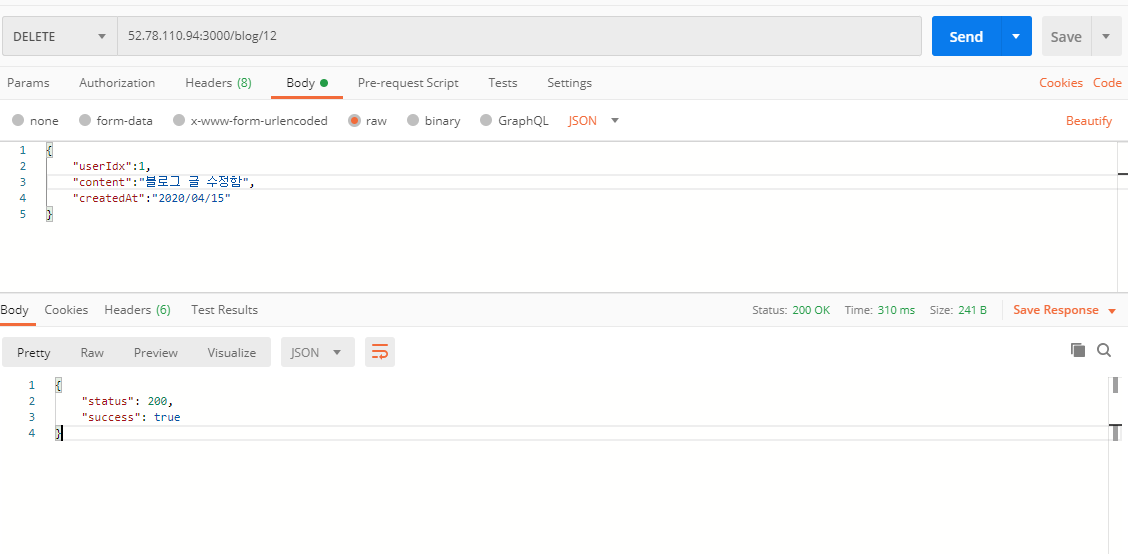 DELETE 52.78.110.94:3000/blog/12 Send Save
Params Authorization Headers (8) Body Pre-request Script Tests Settings Cookies Code
none form-data x-www-form-urlencoded raw binary GraphQL JSON Beautify
1 {
2 "userIdx":1,
3 "content":"블로그 글 수정함",
4 "createdAt":"2020/04/15"
5 }
Body Cookies Headers (6) Test Results Status: 200 OK Time: 310 ms Size: 241 B Save Response
Pretty Raw Preview Visualize JSON
1 {
2 "status": 200,
3 "success": true
4 }